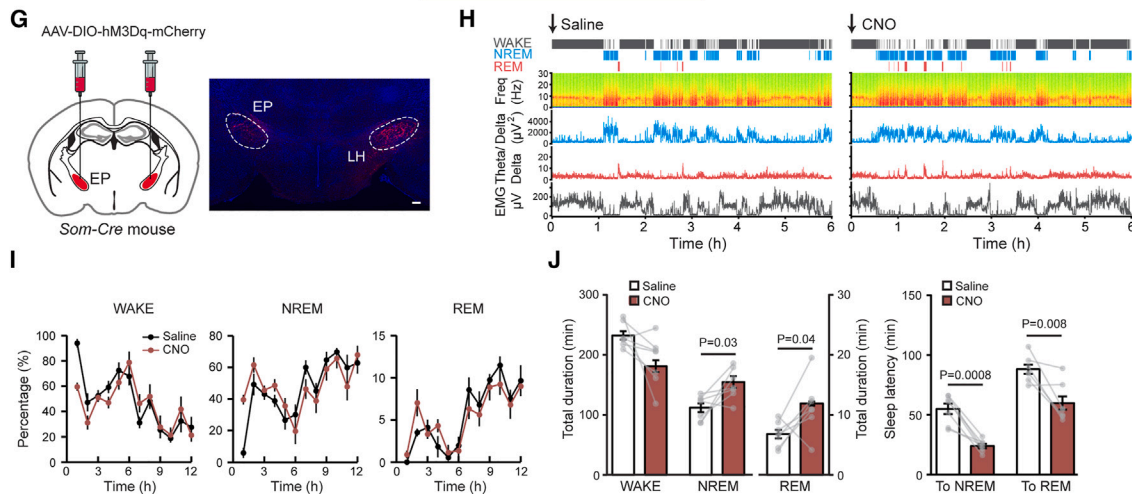 G
AAV-DIO-hM3Dq-mCherry
EP
Som-Cre mouse
EP
LH
H
Saline
CNO
WAKE
NREM
REM
Freq (Hz)
30
20
10
0
Delta (µV²)
4000
2000
0
Theta/ Delta
20
10
0
EMG µV
200
0
0 1 2 3 4 5 6
Time (h)
0 1 2 3 4 5 6
Time (h)
I
WAKE
Saline
CNO
Percentage (%)
100
80
60
40
20
0
0 3 6 9 12
Time (h)
NREM
80
60
40
20
0
0 3 6 9 12
Time (h)
REM
15
10
5
0
0 3 6 9 12
Time (h)
J
Saline
CNO
Total duration (min)
300
200
100
0
P=0.03
P=0.04
WAKE NREM REM
Total duration (min)
30
20
10
0
Saline
CNO
Sleep latency (min)
150
100
50
0
P=0.0008
P=0.008
To NREM To REM